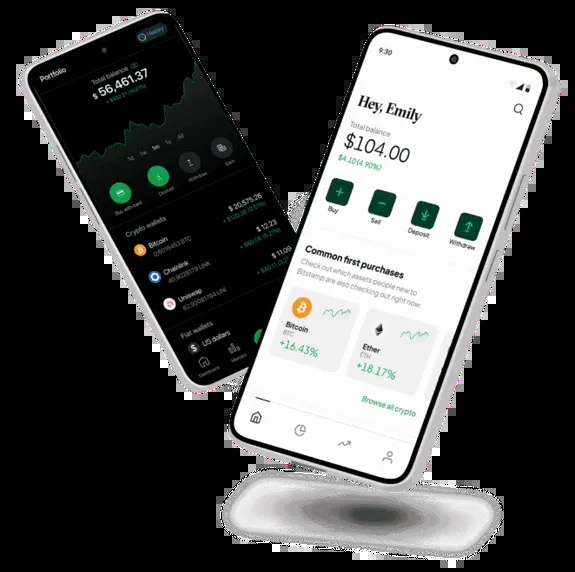 Portfolio
History
Total balance
$ 56,461.37
1d 1w 1m 1y All
Buy with card
Deposit
Withdraw
Earn
Crypto wallets
Bitcoin
$ 20,575.26
Chainlink
$ 12.23
Uniswap
$ 11.09
Fiat wallets
US dollars
Dashboard
Markets
9:30
Hey, Emily
Total balance
$104.00
$4.10 (4.90%)
Buy
Sell
Deposit
Withdraw
Common first purchases
Check out which assets people new to
Bitstamp are also checking out right now.
Bitcoin
BTC
+16.43%
Ether
ETH
+18.17%
Browse all crypto